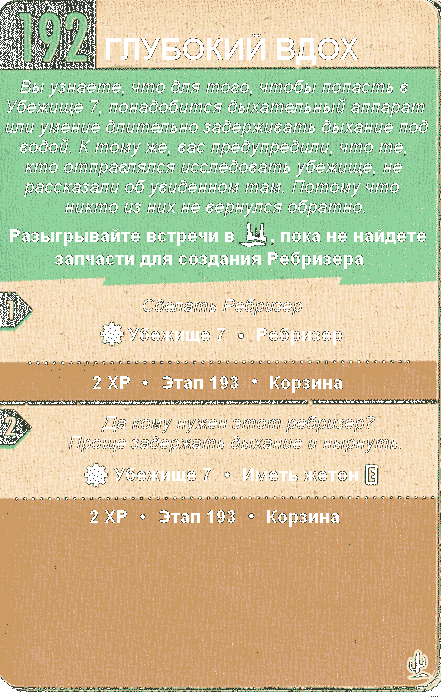 192 ГЛУБОКИЙ ВДОХ
Вы узнаете, что для того, чтобы попасть в
Убежище 7, понадобится дыхательный аппарат
или умение длительно задерживать дыхание под
водой. К тому же, вас предупредили, что те,
кто отправлялся исследовать убежище, не
рассказали об увиденном там. Потому что
никто из них не вернулся обратно.
Разыгрывайте встречи в , пока не найдете
запчасти для создания Ребризера
1
Сделать Ребризер
Убежище 7 • Ребризер
2 XP • Этап 193 • Корзина
2
Да кому нужен этот ребризер?
Проще задержать дыхание и нырнуть.
Убежище 7 • Иметь жетон
2 XP • Этап 193 • Корзина